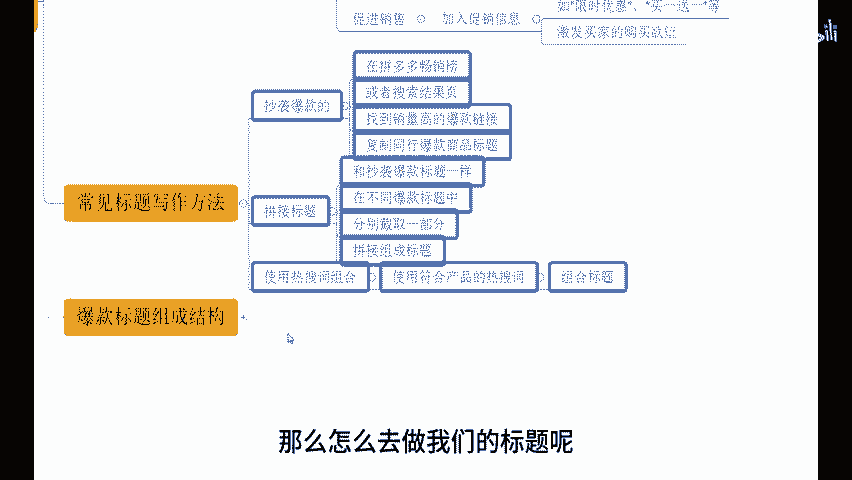 如"限时优惠"、"买一送一"等
促进销售
加入促销信息
激发买家的购买欲望
在拼多多畅销榜
或者搜索结果页
抄袭爆款的
找到销量高的爆款链接
复制同行爆款商品标题
和抄袭爆款标题一样
常见标题写作方法
在不同爆款标题中
拼接标题
分别截取一部分
拼接组成标题
使用热搜词组合
使用符合产品的热搜词
组合标题
爆款标题组成结构
那么怎么去做我们的标题呢